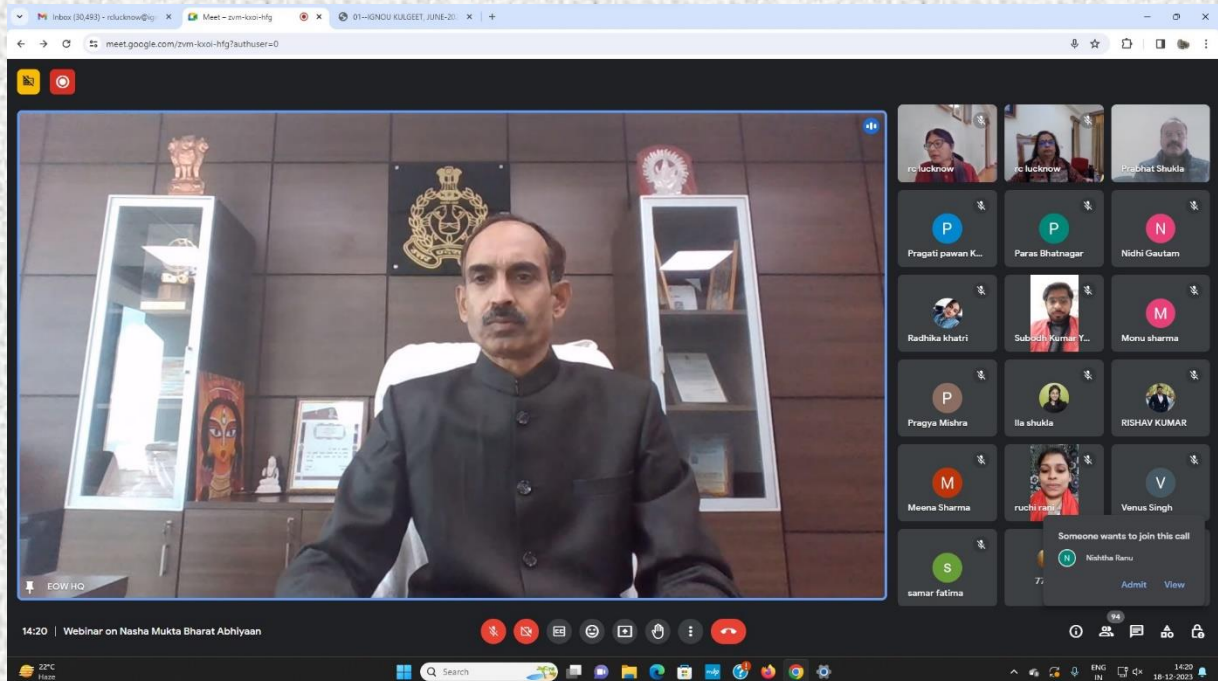 Inbox (30,493) - rclucknow@ig
Meet – zvm-kxoi-hfg
01--IGNOU KULGEET, JUNE-20
meet.google.com/zvm-kxoi-hfg?authuser=0
EOW HQ
rc lucknow
rc lucknow
Prabhat Shukla
P
Pragati pawan K...
P
Paras Bhatnagar
N
Nidhi Gautam
Radhika khatri
Subodh Kumar Y...
M
Monu sharma
P
Pragya Mishra
Ila shukla
RISHAV KUMAR
M
Meena Sharma
ruchi rani
V
Venus Singh
S
samar fatima
77
Someone wants to join this call
N
Nishtha Ranu
Admit View
14:20 | Webinar on Nasha Mukta Bharat Abhiyaan
CC
94
22°C
Haze
Search
ENG
IN
14:20
18-12-2023